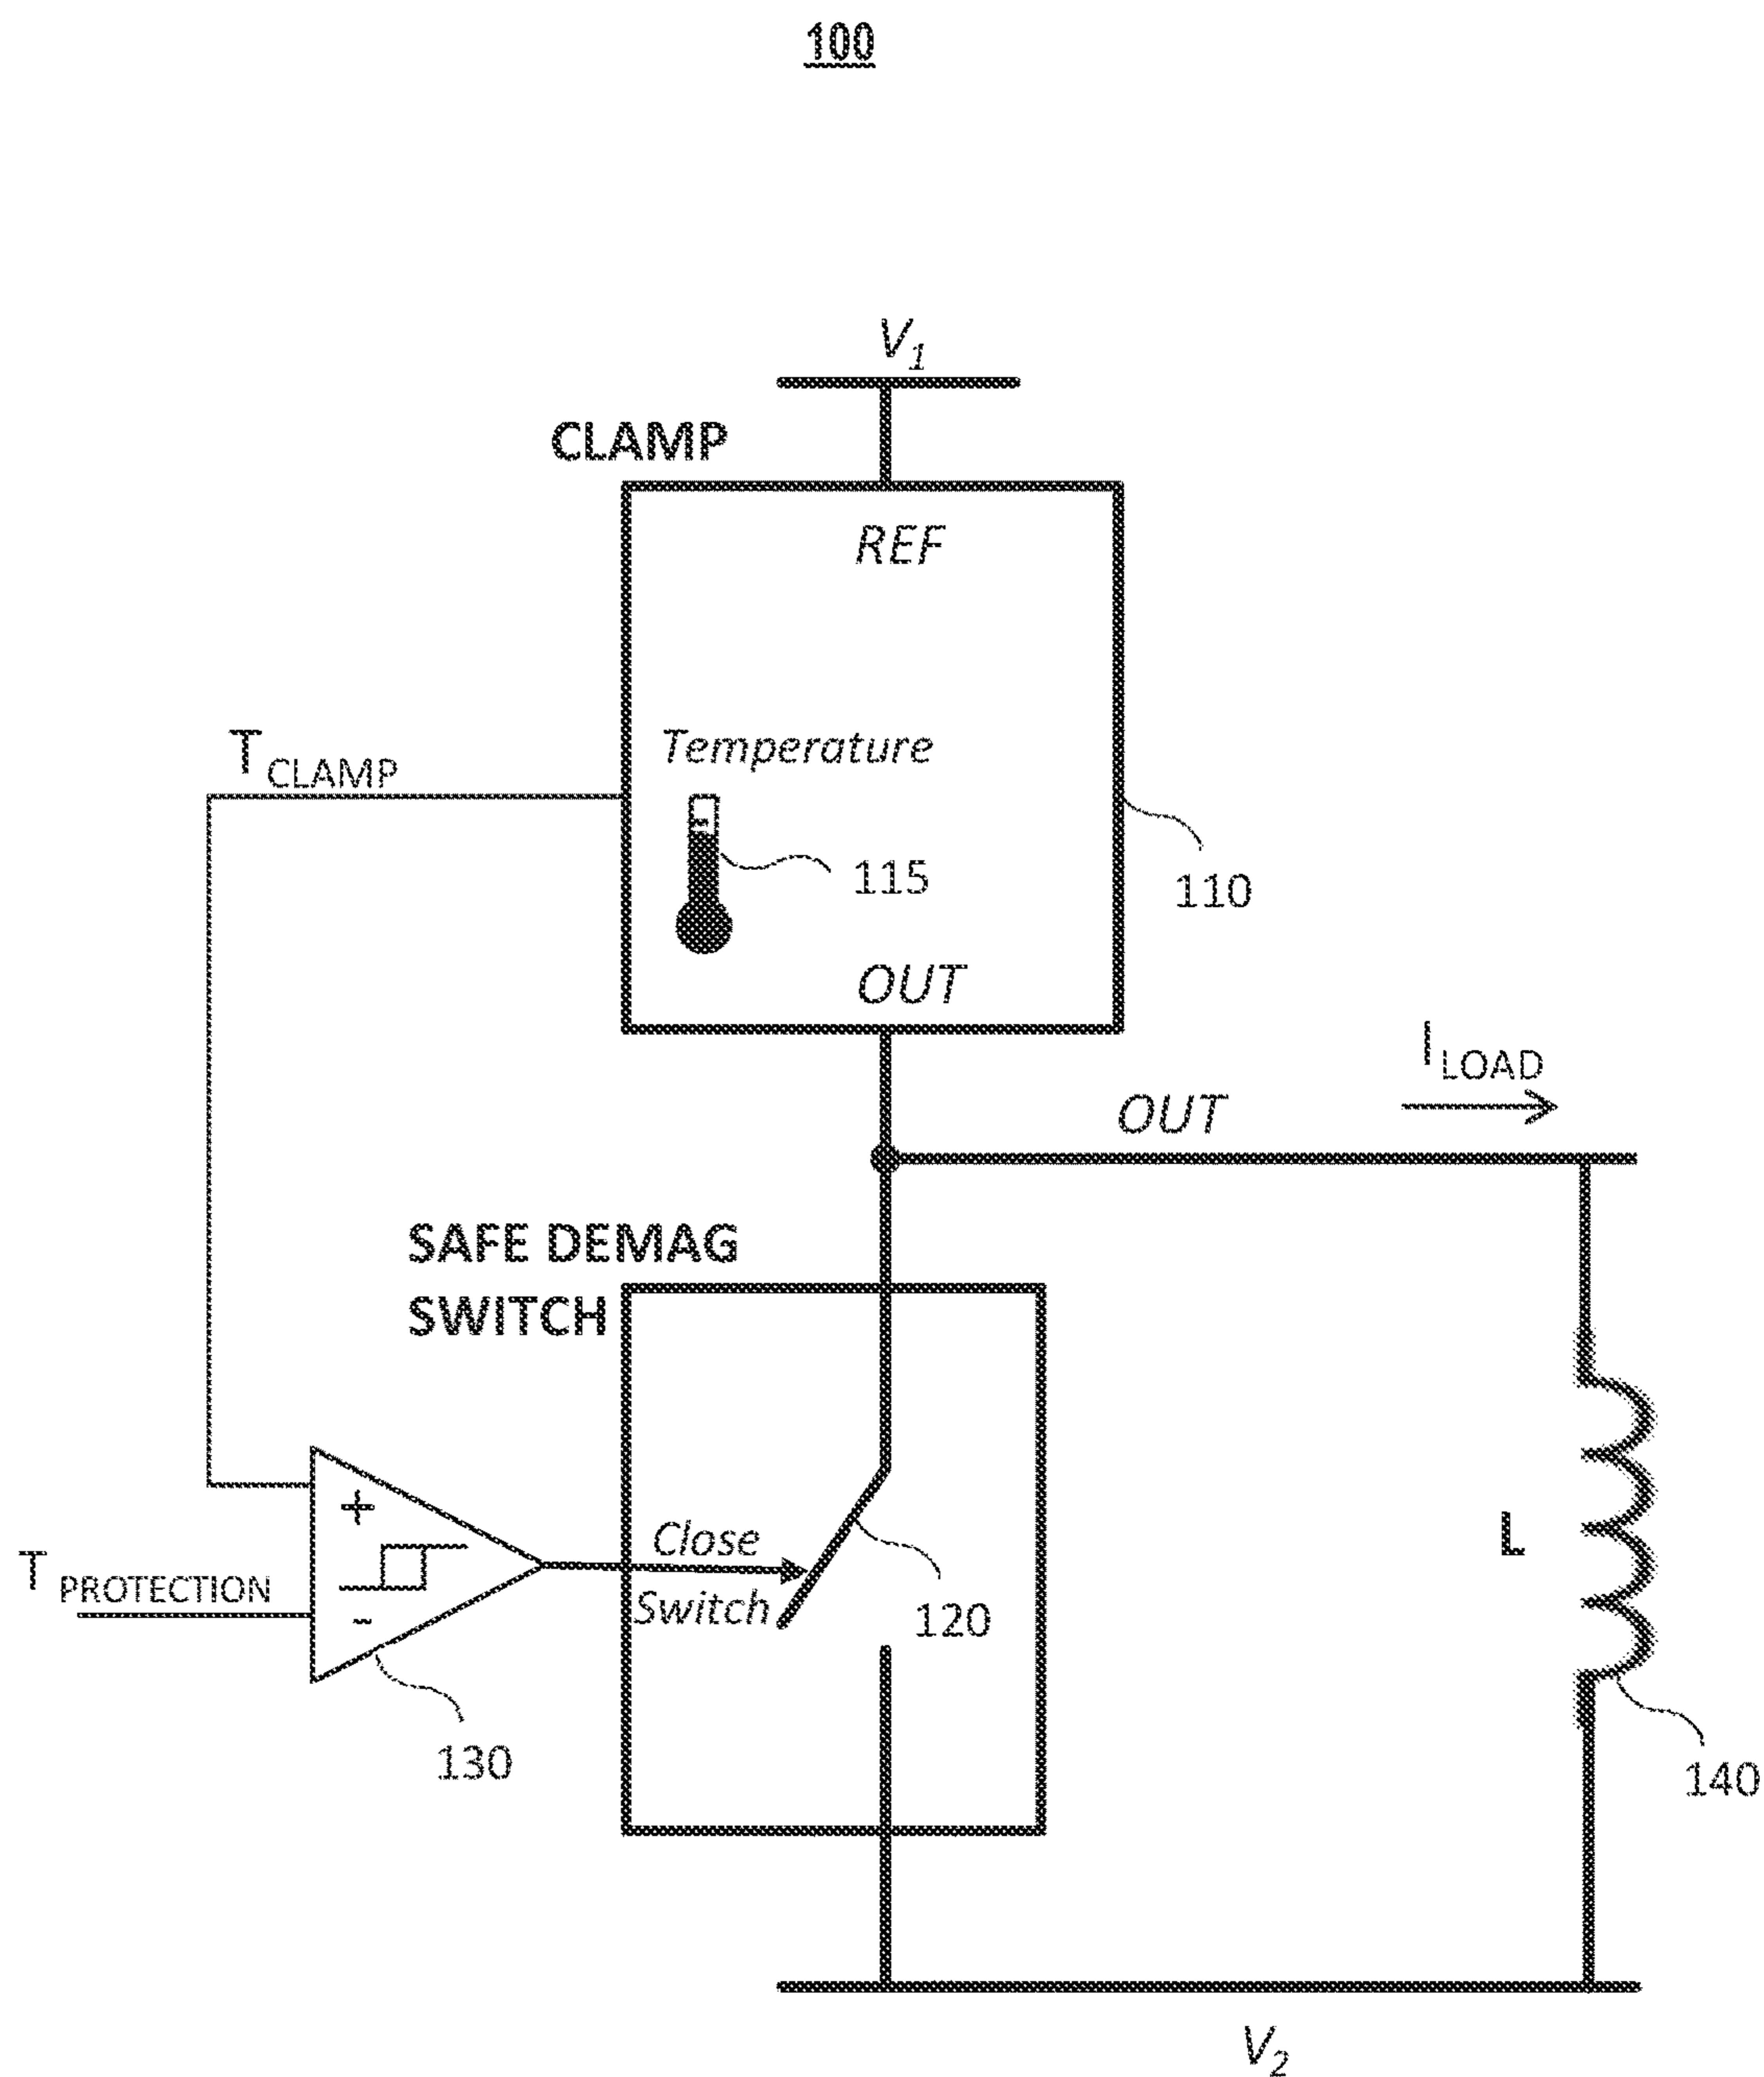 100
V1
CLAMP
REF
TCLAMP
Temperature
115
110
OUT
ILOAD
OUT
SAFE DEMAG
SWITCH
+
Close
Switch
TPROTECTION
-
120
L
130
140
V2